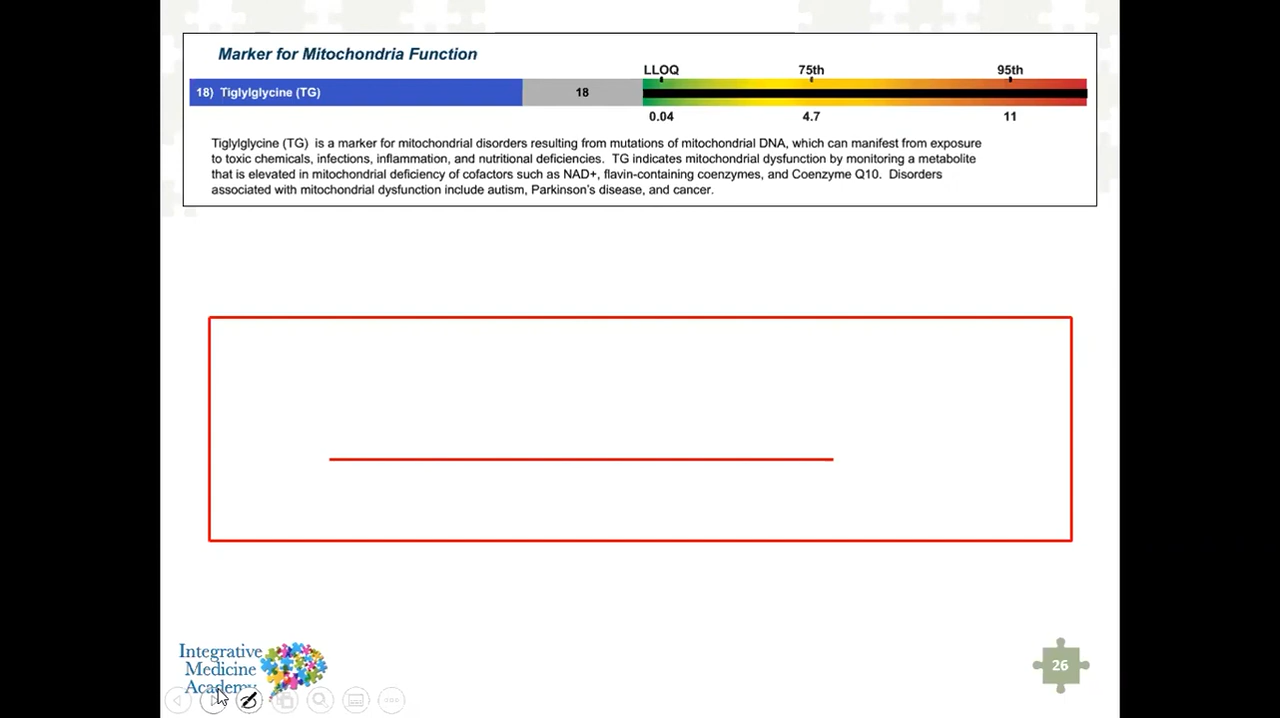 Marker for Mitochondria Function
LLOQ 75th 95th
18) Tiglylglycine (TG) 18
0.04 4.7 11
Tiglylglycine (TG) is a marker for mitochondrial disorders resulting from mutations of mitochondrial DNA, which can manifest from exposure
to toxic chemicals, infections, inflammation, and nutritional deficiencies. TG indicates mitochondrial dysfunction by monitoring a metabolite
that is elevated in mitochondrial deficiency of cofactors such as NAD+, flavin-containing coenzymes, and Coenzyme Q10. Disorders
associated with mitochondrial dysfunction include autism, Parkinson's disease, and cancer.
Integrative
Medicine
Academy
26